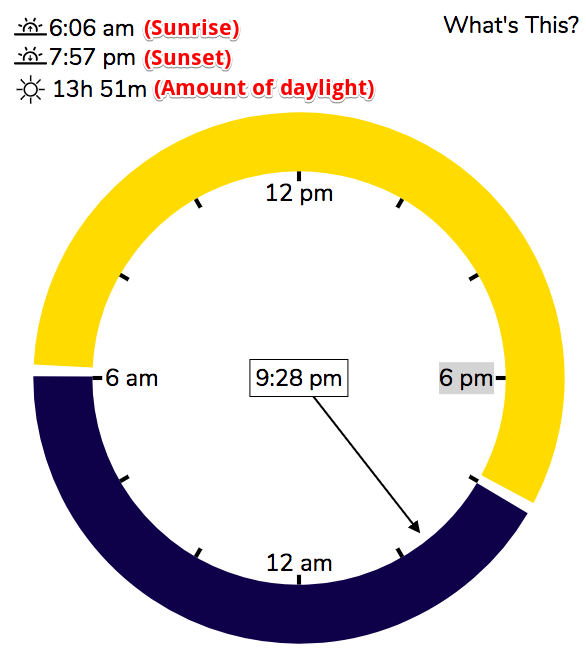 6:06 am (Sunrise)
What's This?
7:57 pm (Sunset)
13h 51m (Amount of daylight)
12 pm
6 am
9:28 pm
6 pm
12 am